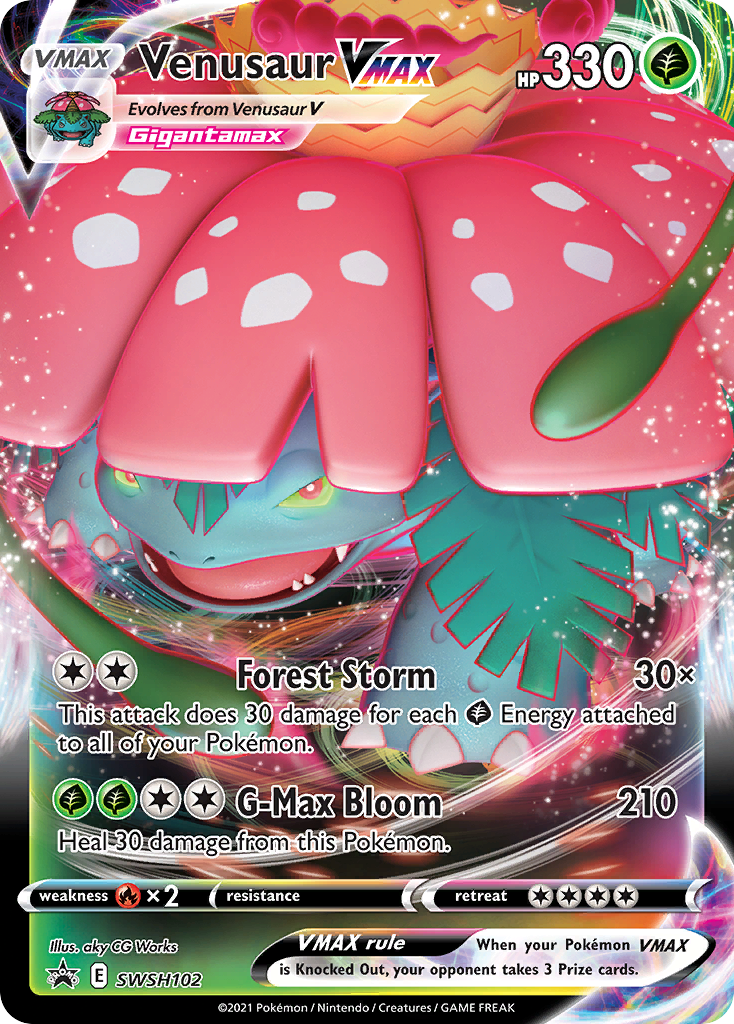 VMAX Venusaur VMAX HP 330
Evolves from Venusaur V
Gigantamax
Forest Storm 30×
This attack does 30 damage for each Energy attached
to all of your Pokémon.
G-Max Bloom 210
Heal 30 damage from this Pokémon.
weakness ×2 resistance retreat
Illus. aky CG Works
VMAX rule When your Pokémon VMAX
is Knocked Out, your opponent takes 3 Prize cards.
E SWSH102
©2021 Pokémon / Nintendo / Creatures / GAME FREAK